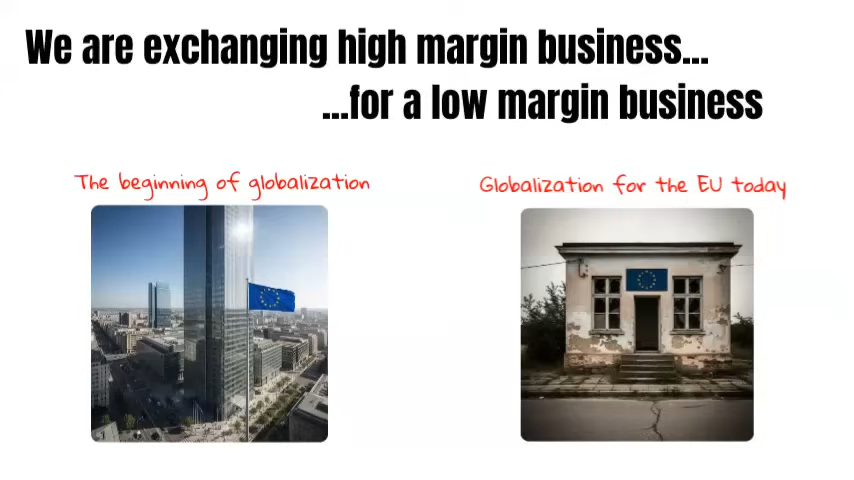 We are exchanging high margin business...
...for a low margin business
The beginning of globalization
Globalization for the EU today